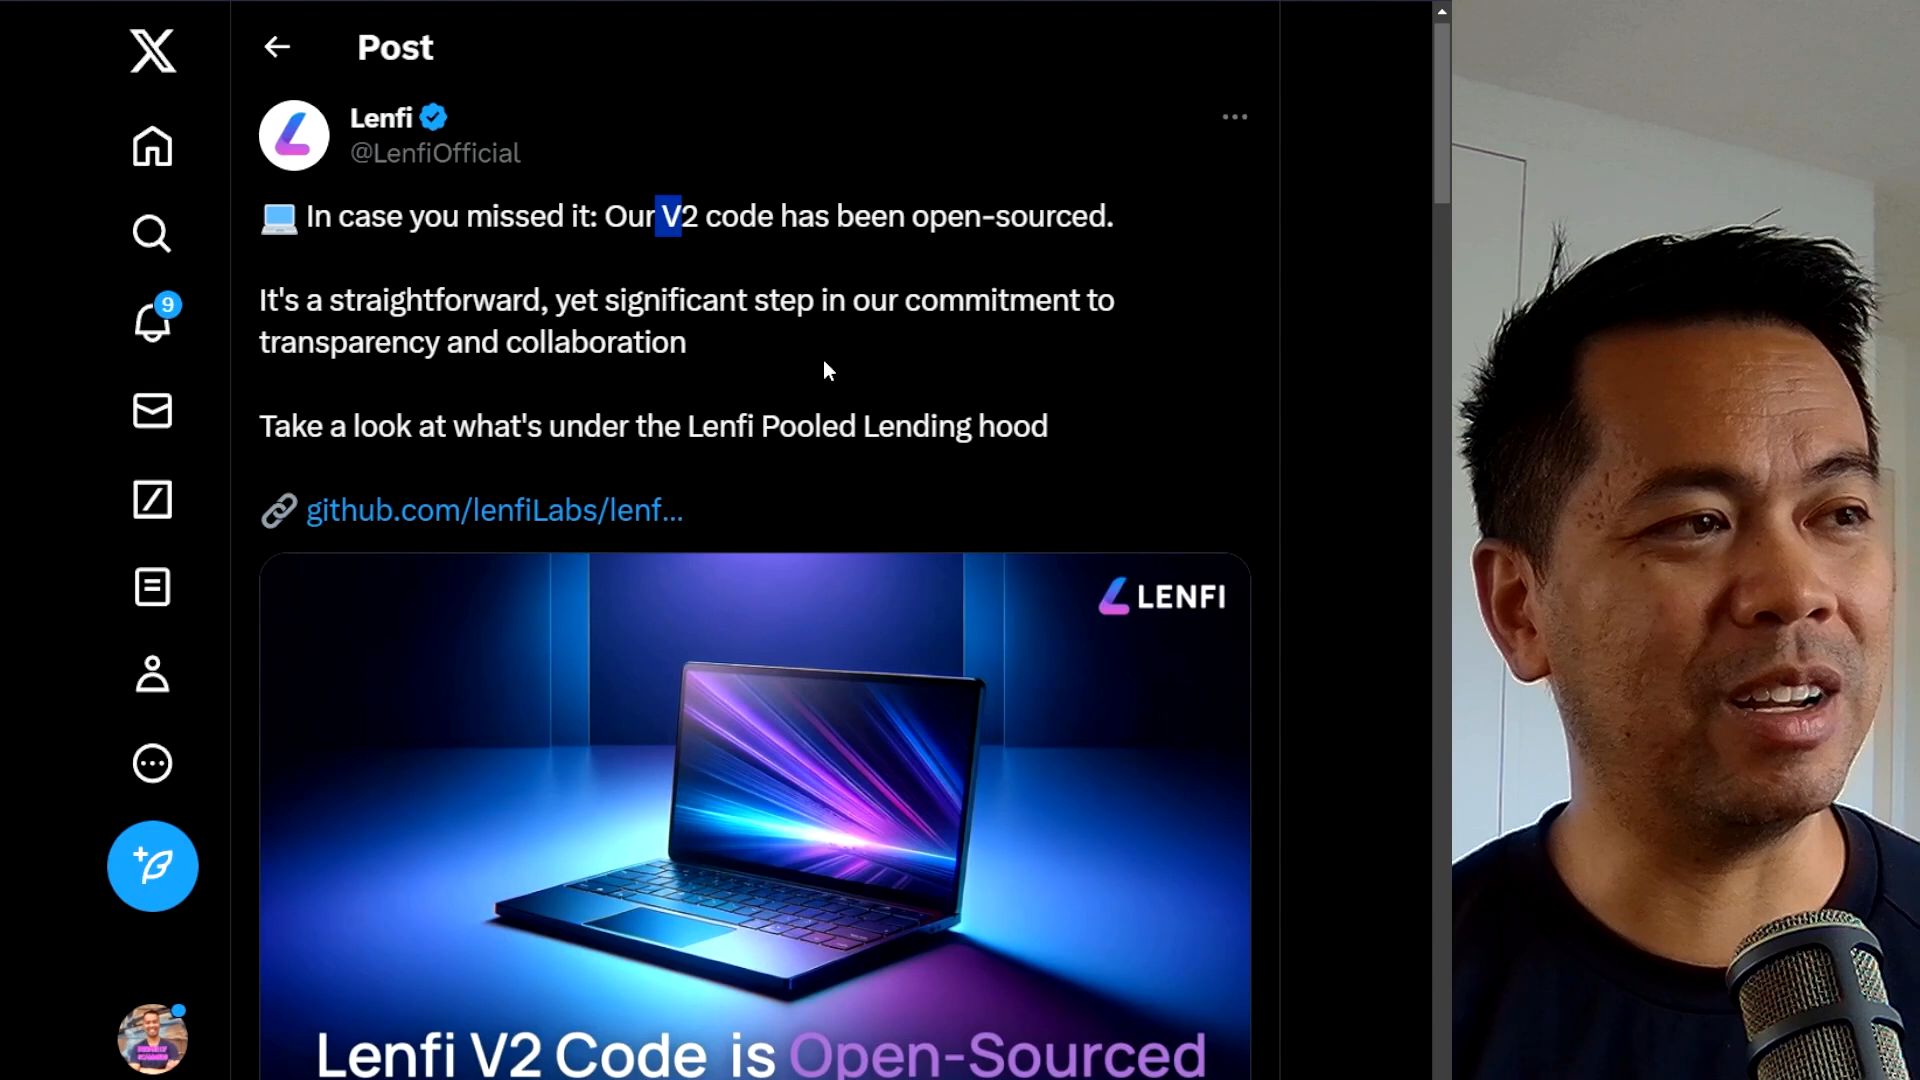 Post
Lenfi
@LenfiOfficial
In case you missed it: Our V2 code has been open-sourced.
It's a straightforward, yet significant step in our commitment to
transparency and collaboration
Take a look at what's under the Lenfi Pooled Lending hood
github.com/lenfiLabs/lenf...
9
LENFI
Lenfi V2 Code is Open-Sourced